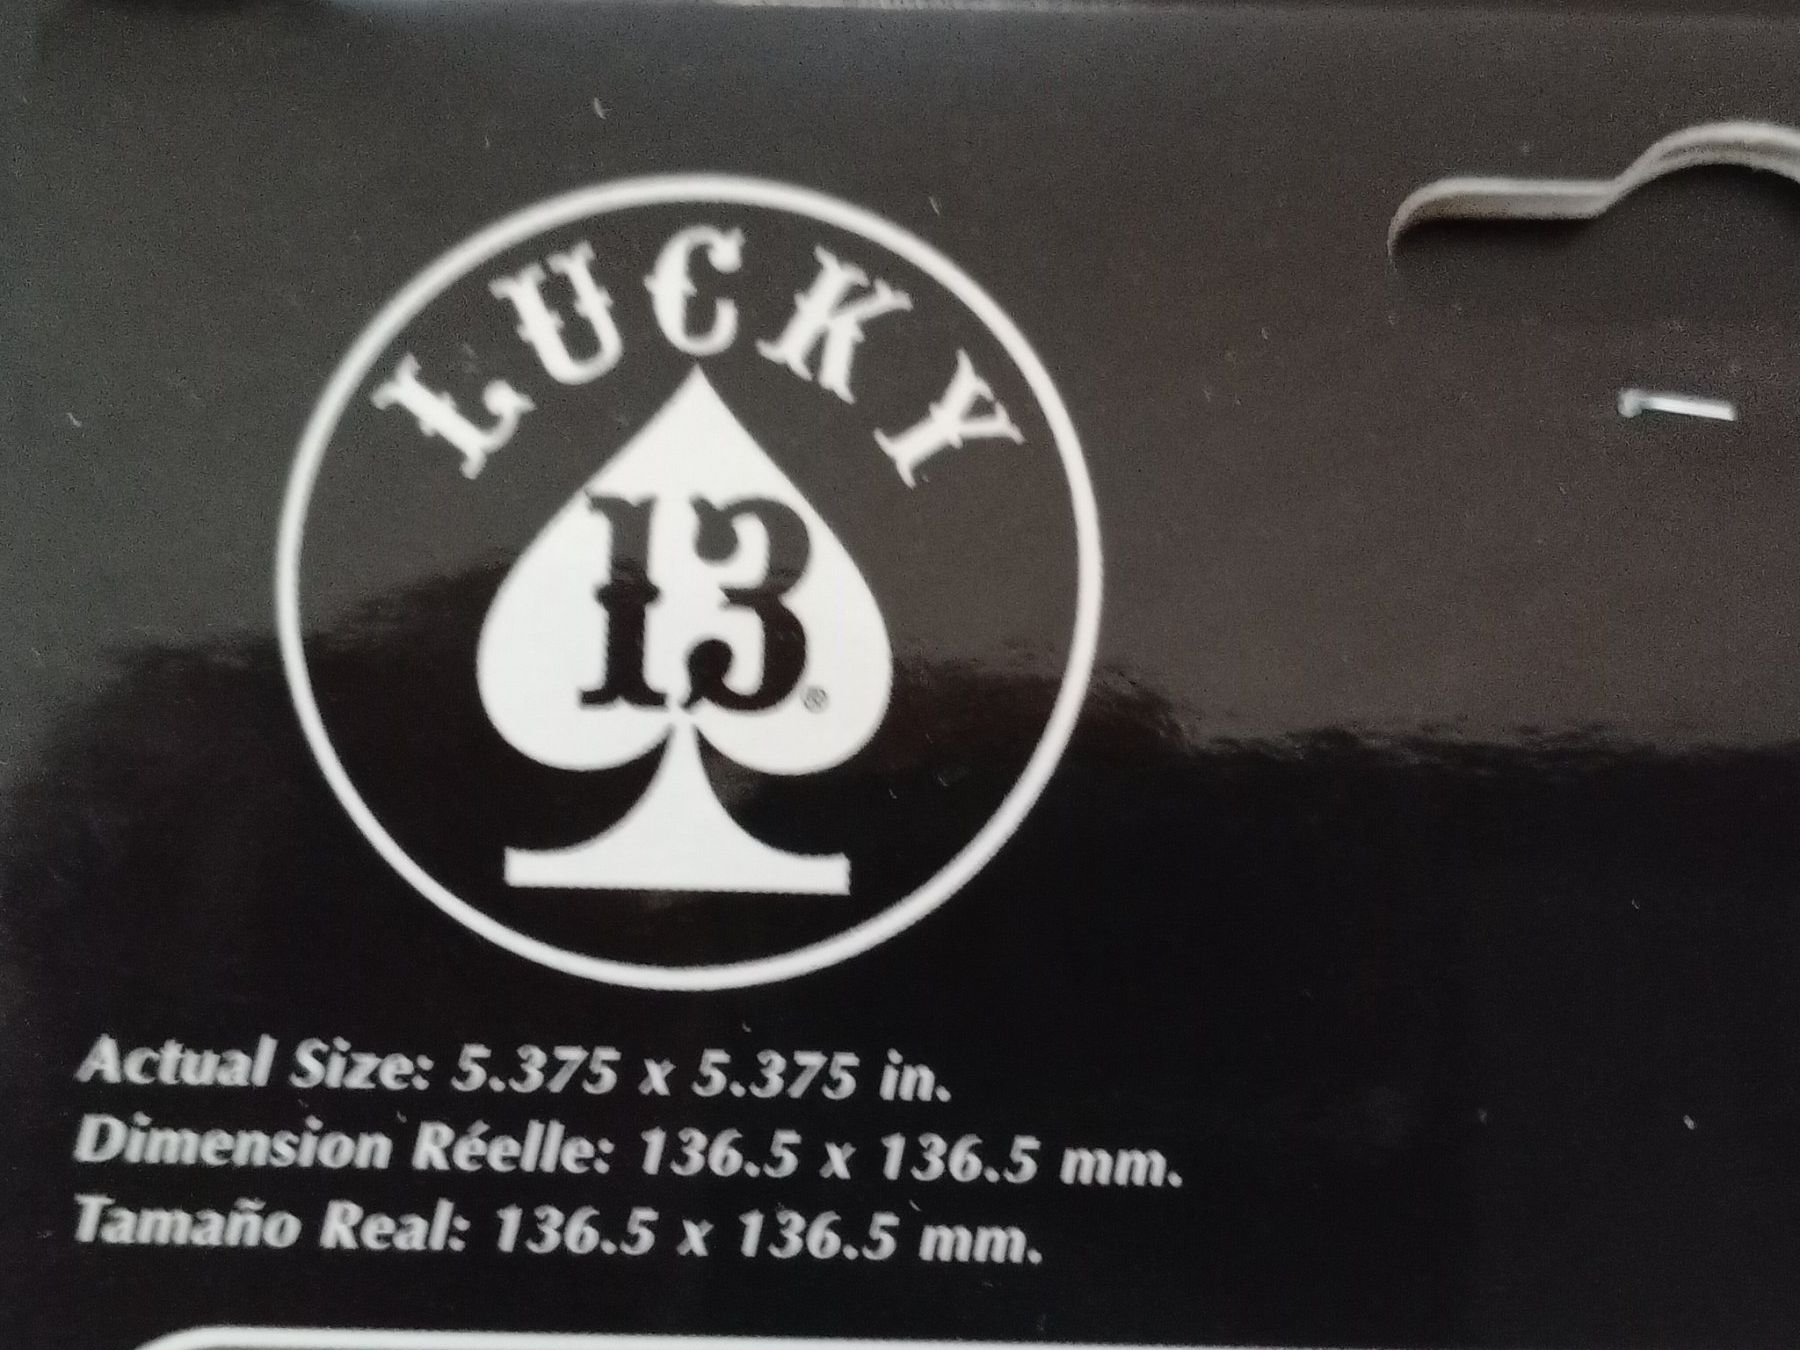 LUCKY
13®
Actual Size: 5.375 x 5.375 in.
Dimension Réelle: 136.5 x 136.5 mm.
Tamaño Real: 136.5 x 136.5 mm.